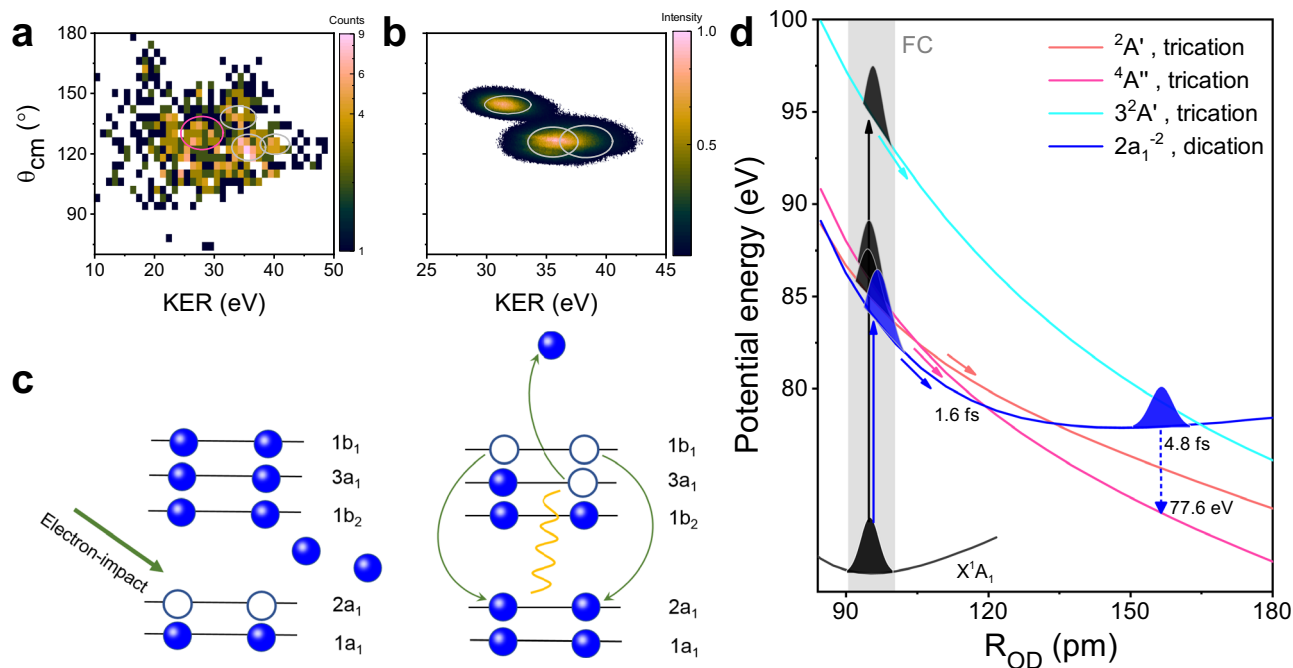 a
Counts
180
150
120
90
θcm (°)
10 20 30 40 50
KER (eV)
9
6
4
1
b
Intensity
1.0
0.5
25 30 35 40 45
KER (eV)
c
Electron-impact
1b₁
3a₁
1b₂
2a₁
1a₁
1b₁
3a₁
1b₂
2a₁
1a₁
d
100
95
90
85
80
Potential energy (eV)
FC
²A' , trication
⁴A'' , trication
3²A', trication
2a₁⁻² , dication
1.6 fs
4.8 fs
77.6 eV
X¹A₁
90 120 150 180
R_OD (pm)